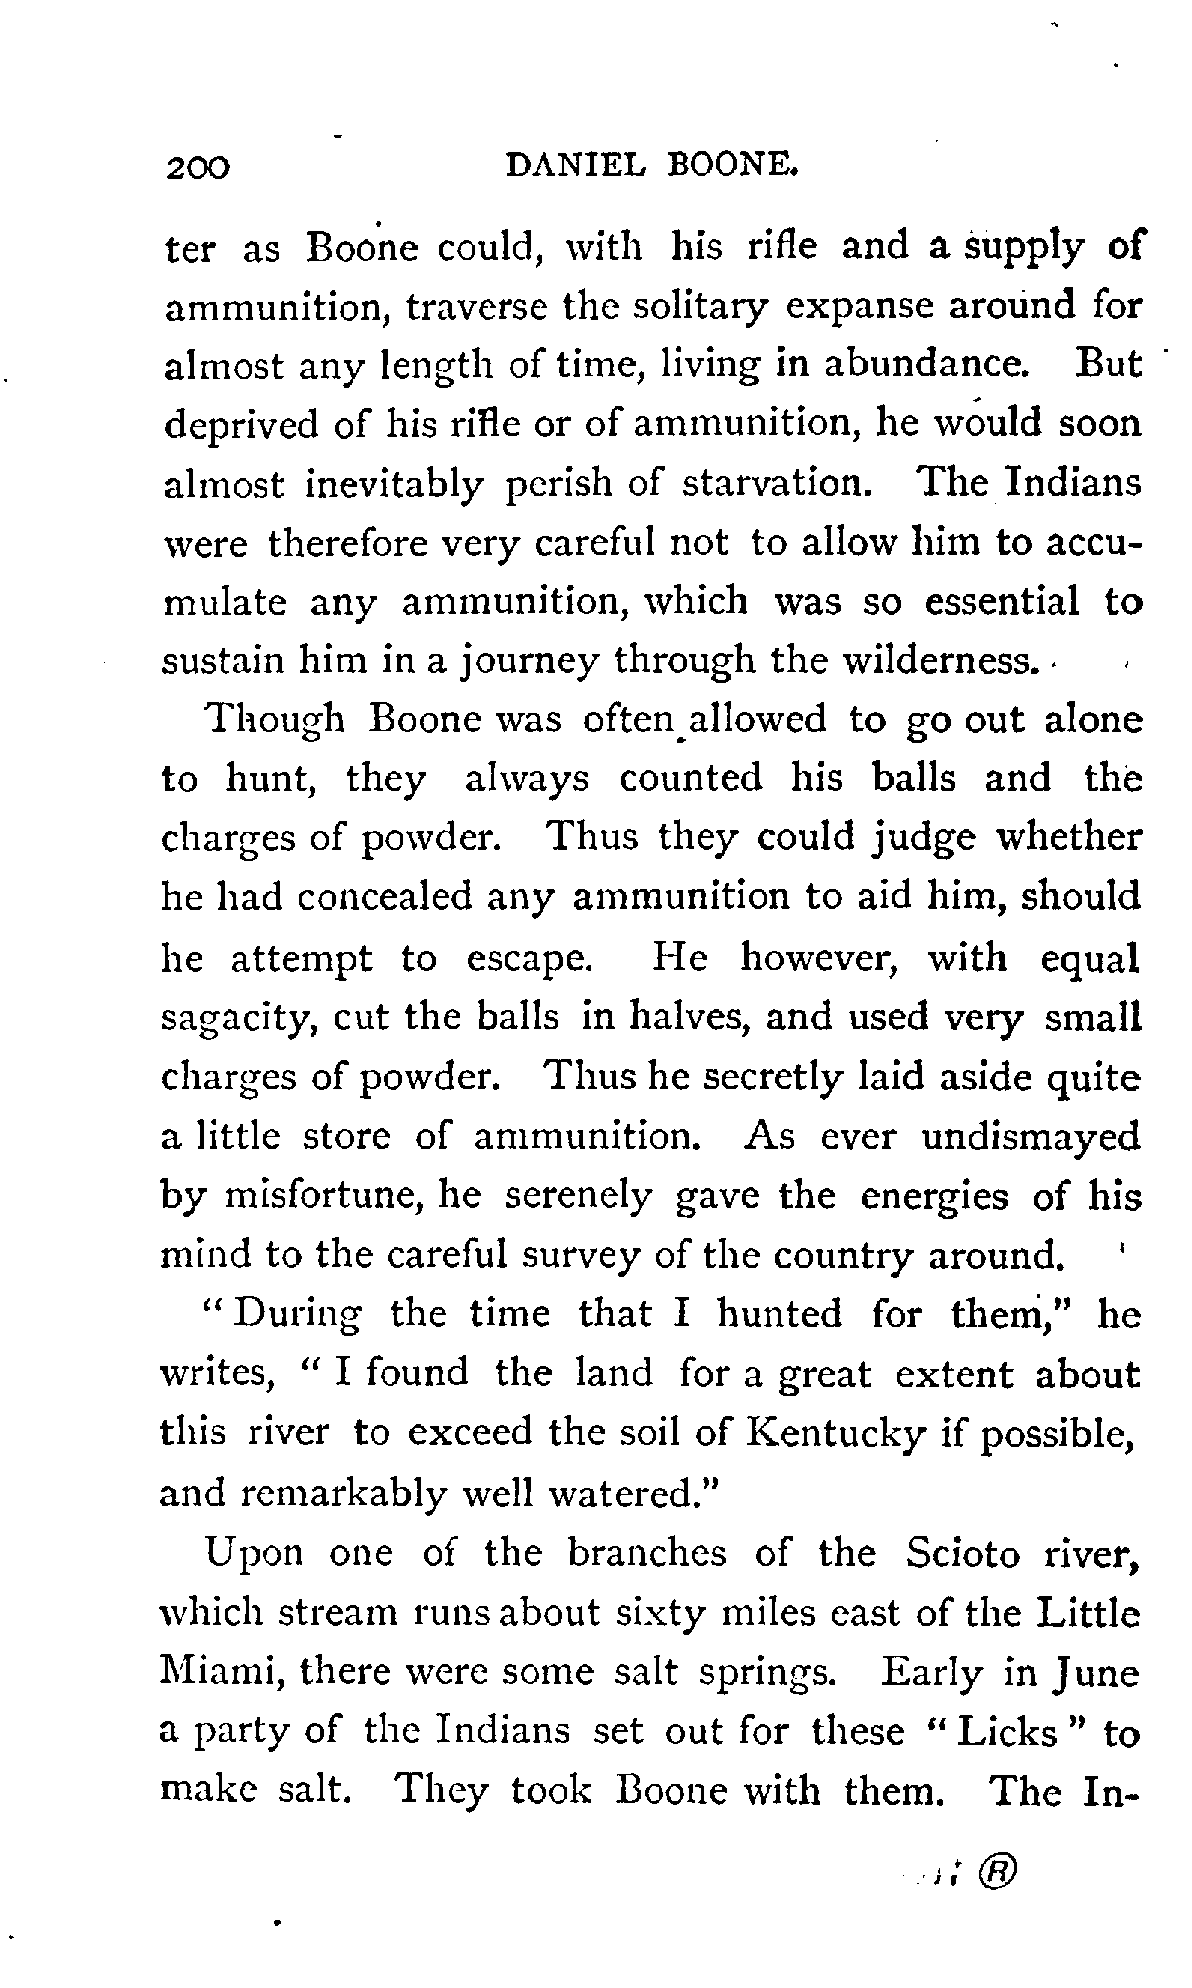 200 DANIEL BOONE.
ter as Boone could, with his rifle and a supply of
ammunition, traverse the solitary expanse around for
almost any length of time, living in abundance. But
deprived of his rifle or of ammunition, he would soon
almost inevitably perish of starvation. The Indians
were therefore very careful not to allow him to accu-
mulate any ammunition, which was so essential to
sustain him in a journey through the wilderness.
Though Boone was often allowed to go out alone
to hunt, they always counted his balls and the
charges of powder. Thus they could judge whether
he had concealed any ammunition to aid him, should
he attempt to escape. He however, with equal
sagacity, cut the balls in halves, and used very small
charges of powder. Thus he secretly laid aside quite
a little store of ammunition. As ever undismayed
by misfortune, he serenely gave the energies of his
mind to the careful survey of the country around.
"During the time that I hunted for them," he
writes, "I found the land for a great extent about
this river to exceed the soil of Kentucky if possible,
and remarkably well watered."
Upon one of the branches of the Scioto river,
which stream runs about sixty miles east of the Little
Miami, there were some salt springs. Early in June
a party of the Indians set out for these "Licks" to
make salt. They took Boone with them. The In-
®